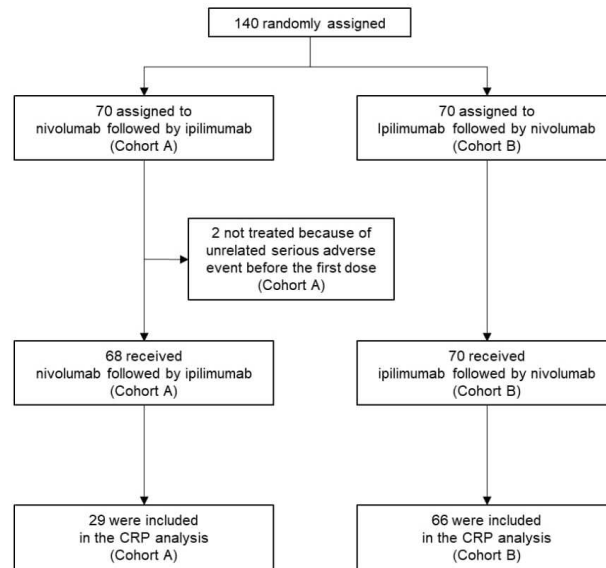 140 randomly assigned
70 assigned to
nivolumab followed by ipilimumab
(Cohort A)
70 assigned to
Ipilimumab followed by nivolumab
(Cohort B)
2 not treated because of
unrelated serious adverse
event before the first dose
(Cohort A)
68 received
nivolumab followed by ipilimumab
(Cohort A)
70 received
ipilimumab followed by nivolumab
(Cohort B)
29 were included
in the CRP analysis
(Cohort A)
66 were included
in the CRP analysis
(Cohort B)